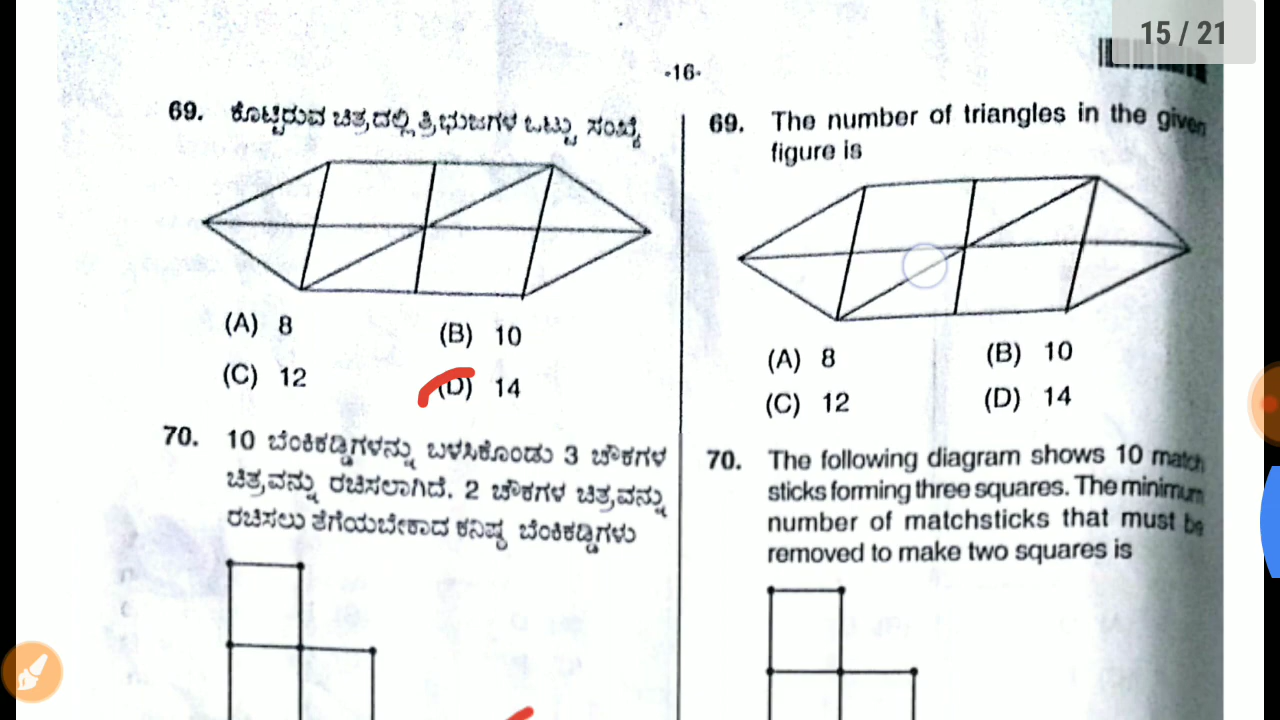 15 / 21
-16-
69. ಕೊಟ್ಟಿರುವ ಚಿತ್ರದಲ್ಲಿ ತ್ರಿಭುಜಗಳ ಒಟ್ಟು ಸಂಖ್ಯೆ
(A) 8
(B) 10
(C) 12
(D) 14
70. 10 ಬೆಂಕಿಕಡ್ಡಿಗಳನ್ನು ಬಳಸಿಕೊಂಡು 3 ಚೌಕಗಳ
ಚಿತ್ರವನ್ನು ರಚಿಸಲಾಗಿದೆ. 2 ಚೌಕಗಳ ಚಿತ್ರವನ್ನು
ರಚಿಸಲು ತೆಗೆಯಬೇಕಾದ ಕನಿಷ್ಠ ಬೆಂಕಿಕಡ್ಡಿಗಳು
69. The number of triangles in the given
figure is
(A) 8
(B) 10
(C) 12
(D) 14
70. The following diagram shows 10 match
sticks forming three squares. The minimum
number of matchsticks that must be
removed to make two squares is